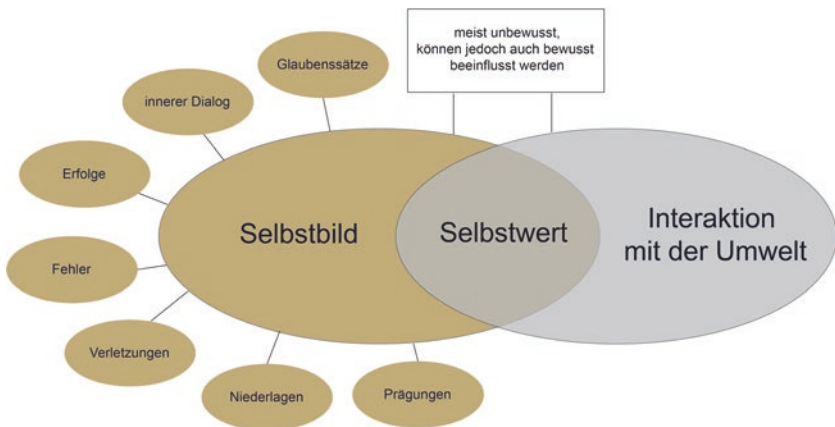 meist unbewusst,
können jedoch auch bewusst
beeinflusst werden
Glaubenssätze
innerer Dialog
Erfolge
Fehler
Verletzungen
Niederlagen
Prägungen
Selbstbild
Selbstwert
Interaktion
mit der Umwelt